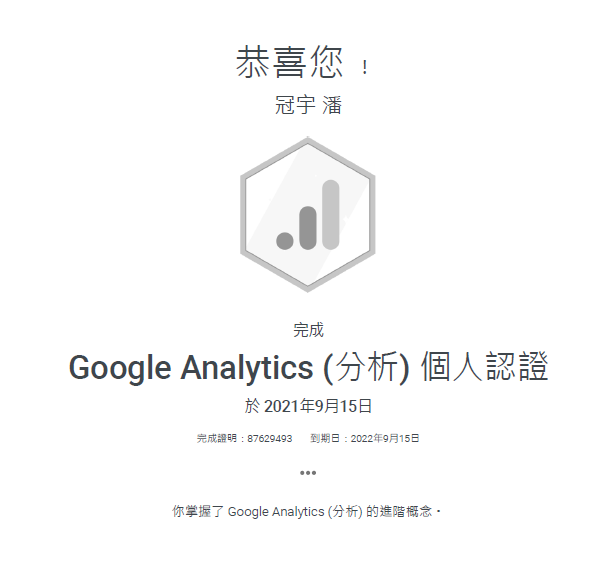 恭喜您 ！
冠宇 潘
完成
Google Analytics (分析) 個人認證
於 2021年9月15日
完成證明：87629493 到期日：2022年9月15日
•••
你掌握了 Google Analytics (分析) 的進階概念。